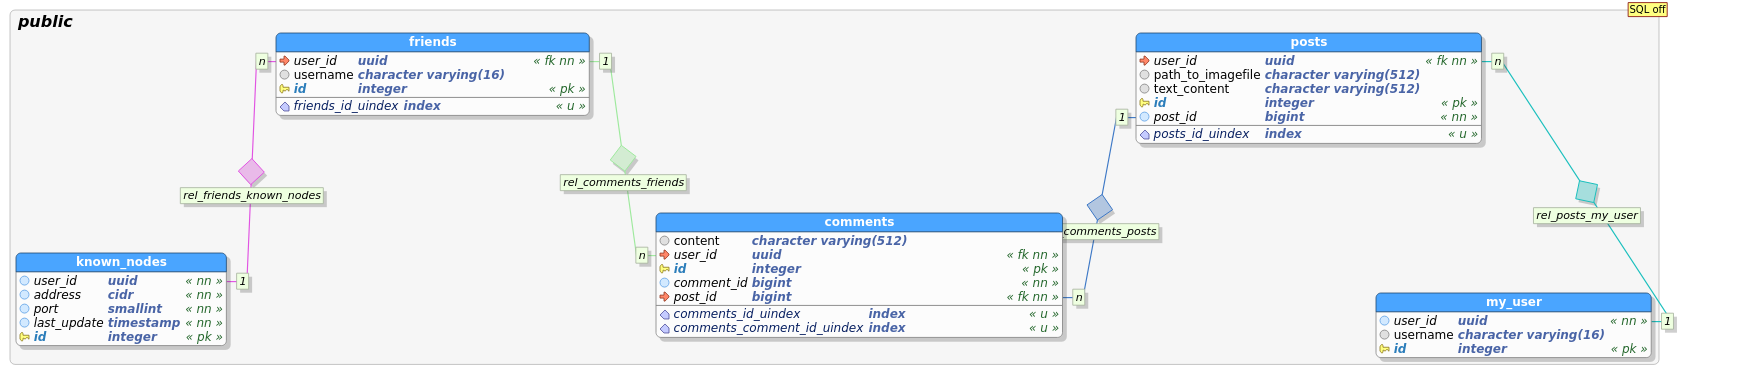 SQL off
public
friends
n
user_id uuid « fk nn »
1
username character varying(16)
id integer « pk »
friends_id_uindex index « u »
posts
user_id uuid « fk nn »
n
path_to_imagefile character varying(512)
text_content character varying(512)
id integer « pk »
1
post_id bigint « nn »
posts_id_uindex index « u »
rel_friends_known_nodes
rel_comments_friends
rel_posts_my_user
comments_posts
comments
content character varying(512)
n
user_id uuid « fk nn »
id integer « pk »
comment_id bigint « nn »
post_id bigint « fk nn »
n
comments_id_uindex index « u »
comments_comment_id_uindex index « u »
known_nodes
user_id uuid « nn »
1
address cidr « nn »
port smallint « nn »
last_update timestamp « nn »
id integer « pk »
my_user
user_id uuid « nn »
1
username character varying(16)
id integer « pk »